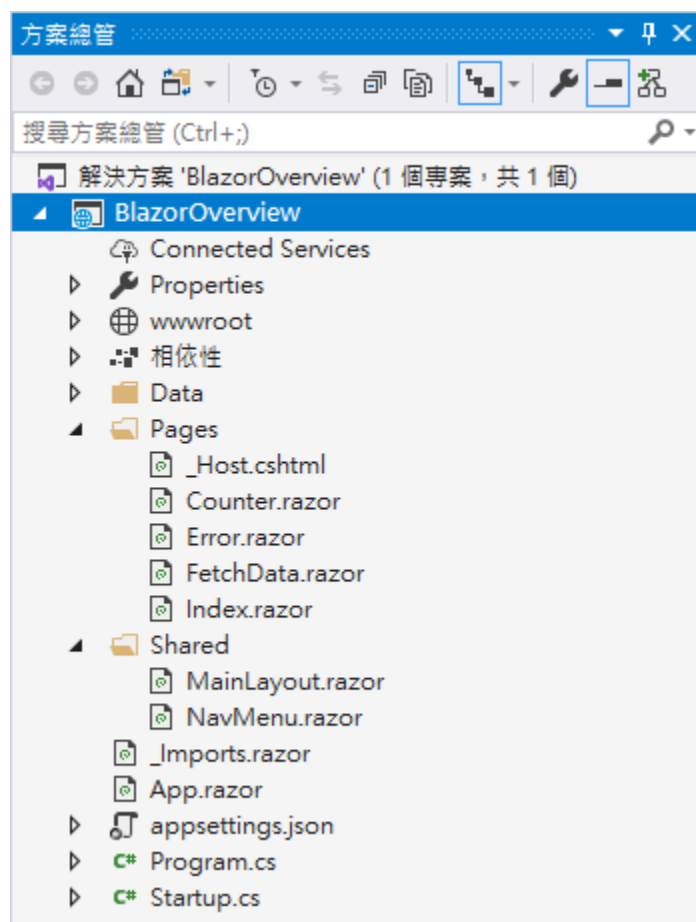 方案總管
搜尋方案總管 (Ctrl+;)
解決方案 'BlazorOverview' (1 個專案，共 1 個)
BlazorOverview
Connected Services
Properties
wwwroot
相依性
Data
Pages
_Host.cshtml
Counter.razor
Error.razor
FetchData.razor
Index.razor
Shared
MainLayout.razor
NavMenu.razor
_Imports.razor
App.razor
appsettings.json
C# Program.cs
C# Startup.cs